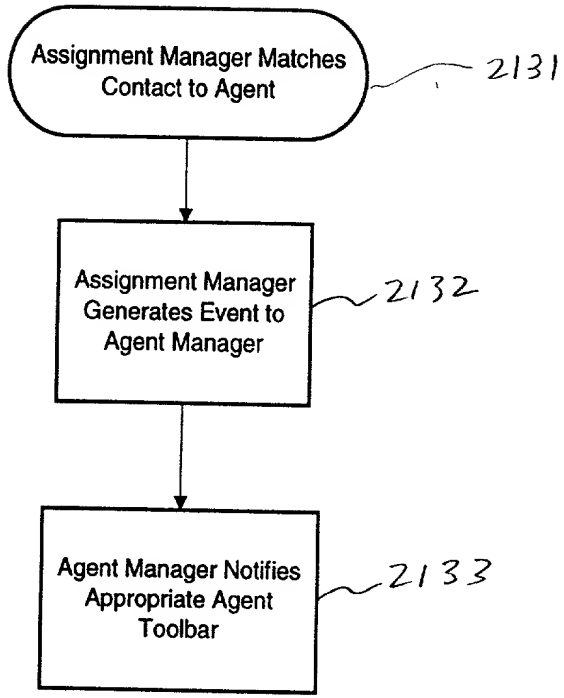 Assignment Manager Matches
Contact to Agent
2131
Assignment Manager
Generates Event to
Agent Manager
2132
Agent Manager Notifies
Appropriate Agent
Toolbar
2133